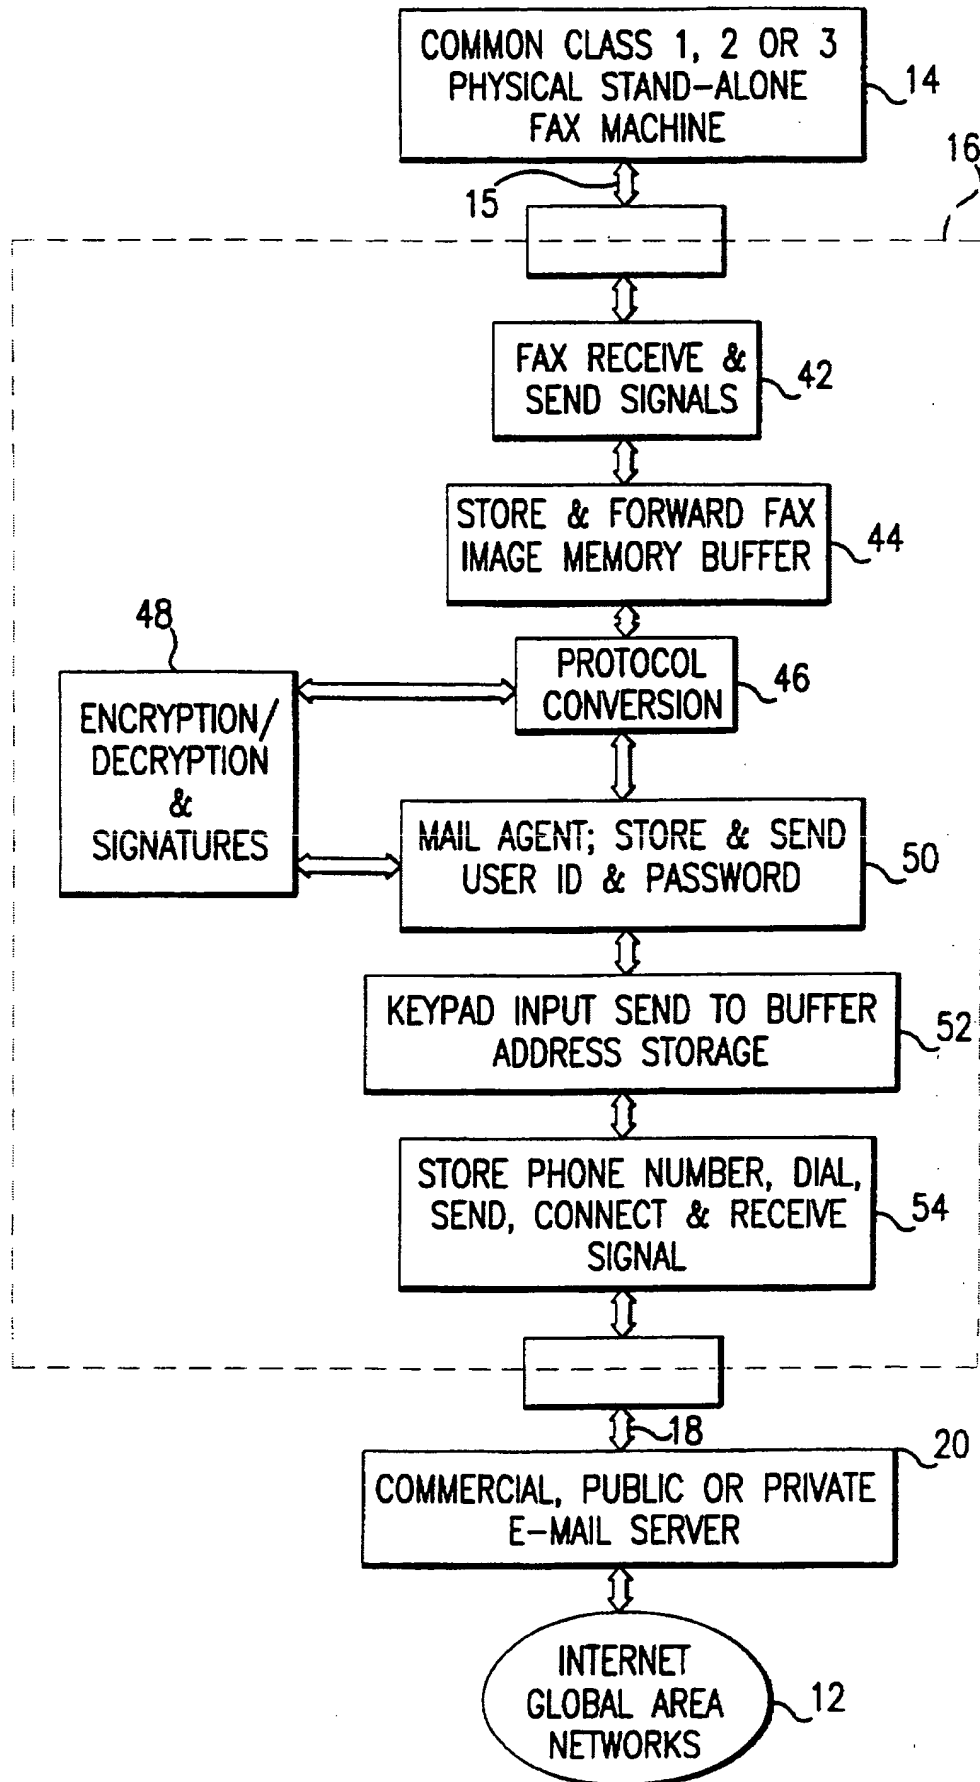 COMMON CLASS 1, 2 OR 3
PHYSICAL STAND-ALONE
FAX MACHINE
14
16
15
FAX RECEIVE &
SEND SIGNALS
42
STORE & FORWARD FAX
IMAGE MEMORY BUFFER
44
48
PROTOCOL
CONVERSION
46
ENCRYPTION/
DECRYPTION
&
SIGNATURES
MAIL AGENT; STORE & SEND
USER ID & PASSWORD
50
KEYPAD INPUT SEND TO BUFFER
ADDRESS STORAGE
52
STORE PHONE NUMBER, DIAL,
SEND, CONNECT & RECEIVE
SIGNAL
54
18
20
COMMERCIAL, PUBLIC OR PRIVATE
E-MAIL SERVER
INTERNET
GLOBAL AREA
NETWORKS
12